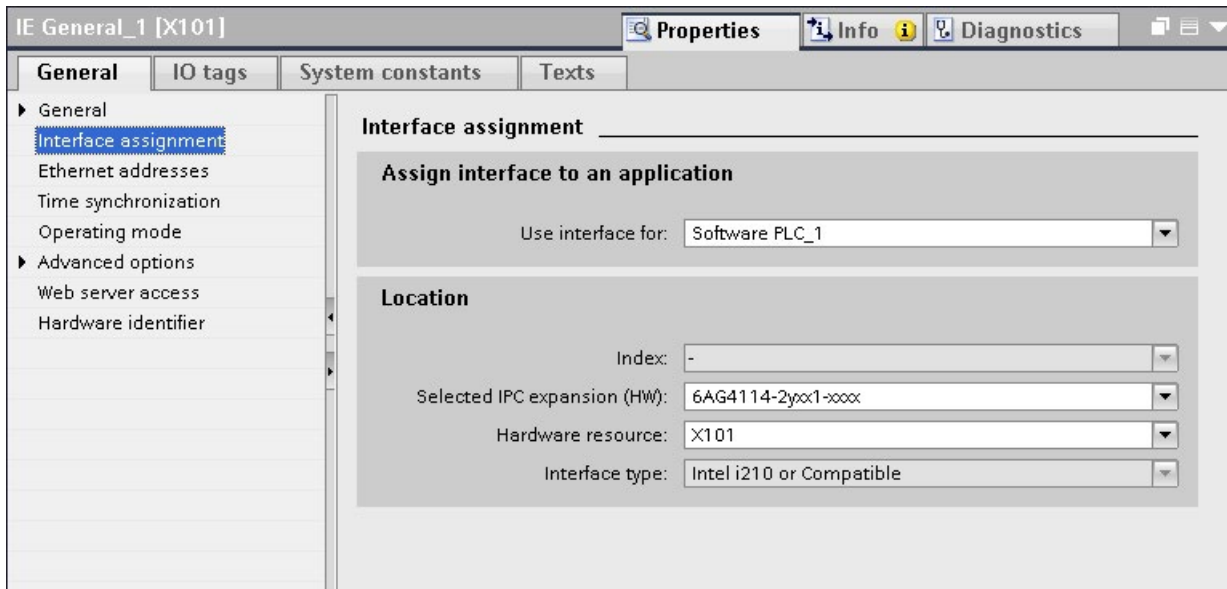 IE General_1 [X101]
Properties
Info
Diagnostics
General
IO tags
System constants
Texts
General
Interface assignment
Ethernet addresses
Time synchronization
Operating mode
Advanced options
Web server access
Hardware identifier
Interface assignment
Assign interface to an application
Use interface for: Software PLC_1
Location
Index: -
Selected IPC expansion (HW): 6AG4114-2yxx1-xxxx
Hardware resource: X101
Interface type: Intel i210 or Compatible